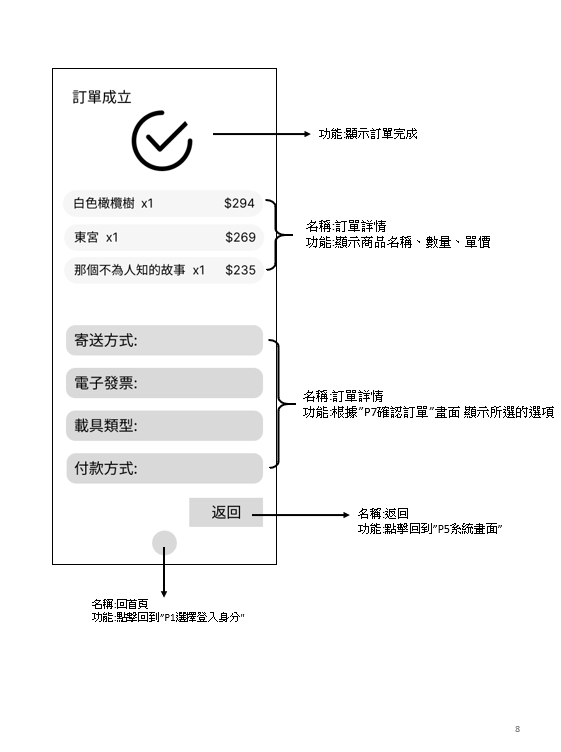 訂單成立
功能:顯示訂單完成
白色橄欖樹 x1 $294
東宮 x1 $269
那個不為人知的故事 x1 $235
名稱:訂單詳情
功能:顯示商品名稱、數量、單價
寄送方式:
電子發票:
載具類型:
付款方式:
名稱:訂單詳情
功能:根據"P7確認訂單"畫面 顯示所選的選項
返回
名稱:返回
功能:點擊回到"P5系統畫面"
名稱:回首頁
功能:點擊回到"P1選擇登入身分"
8